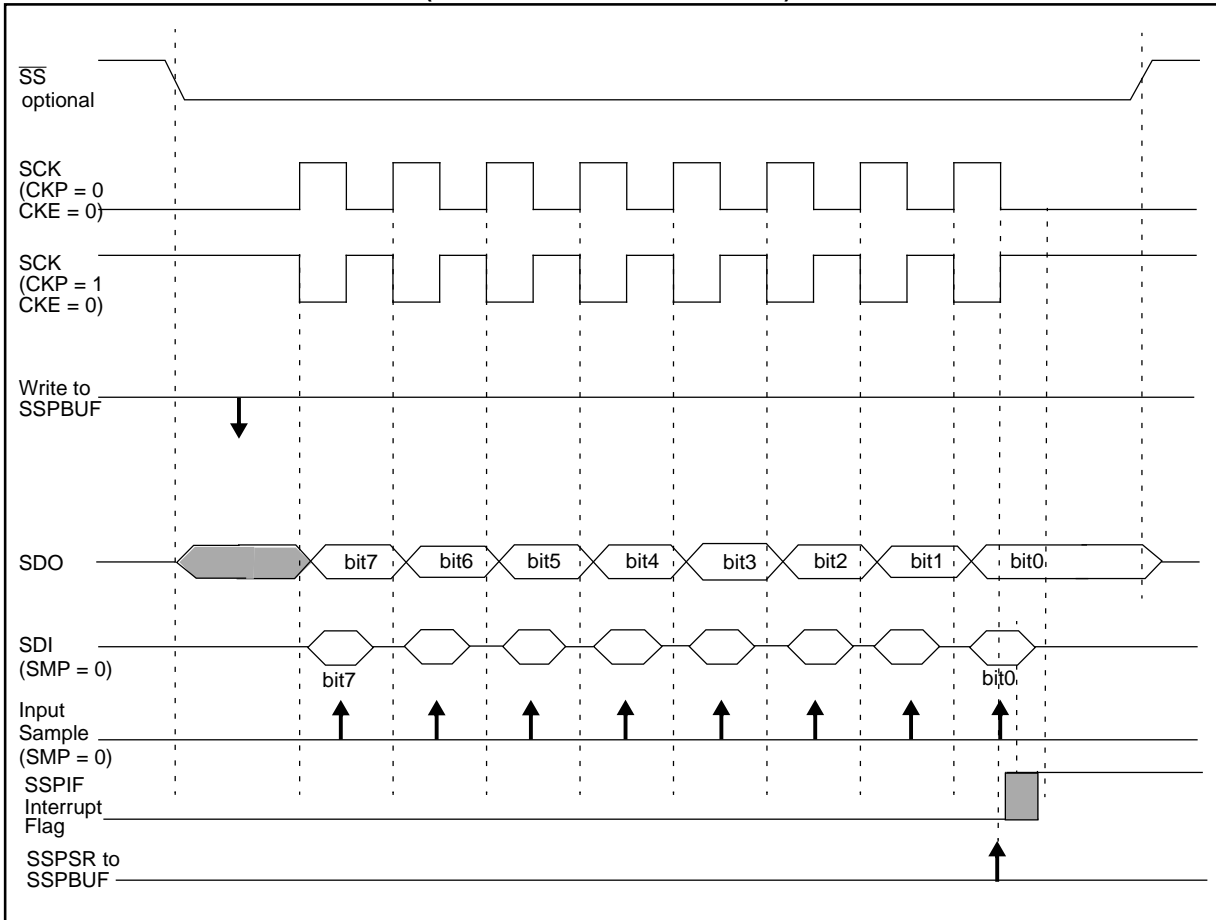 SS
optional
SCK
(CKP = 0
CKE = 0)
SCK
(CKP = 1
CKE = 0)
Write to
SSPBUF
SDO bit7 bit6 bit5 bit4 bit3 bit2 bit1 bit0
SDI
(SMP = 0)
bit7 bit0
Input
Sample
(SMP = 0)
SSPIF
Interrupt
Flag
SSPSR to
SSPBUF